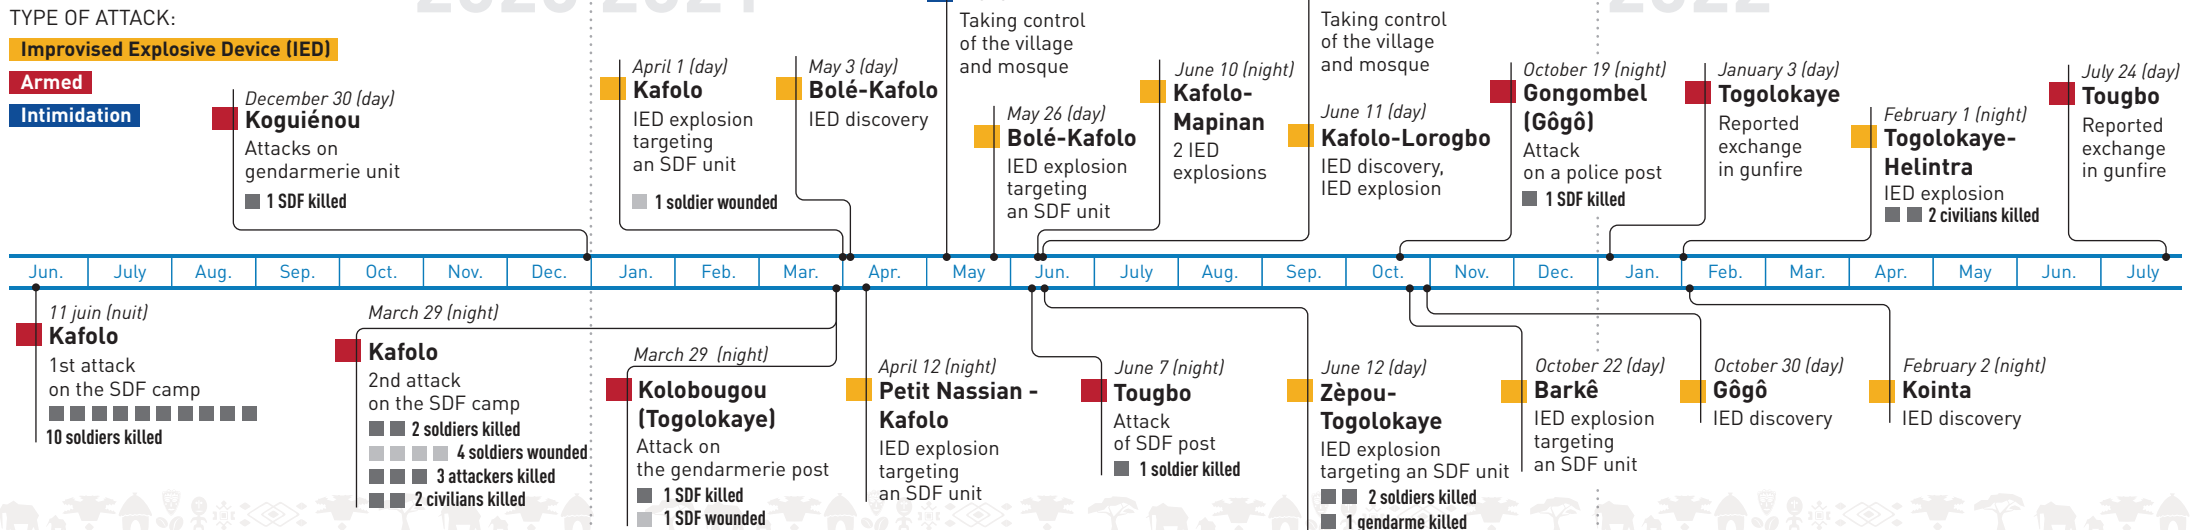 2020 2021
2022
TYPE OF ATTACK:
Improvised Explosive Device (IED)
Armed
Intimidation
December 30 (day)
Koguiénou
Attacks on
gendarmerie unit
1 SDF killed
April 1 (day)
Kafolo
IED explosion
targeting
an SDF unit
1 soldier wounded
May 3 (day)
Bolé-Kafolo
IED discovery
Taking control
of the village
and mosque
May 26 (day)
Bolé-Kafolo
IED explosion
targeting
an SDF unit
June 10 (night)
Kafolo-
Mapinan
2 IED
explosions
Taking control
of the village
and mosque
June 11 (day)
Kafolo-Lorogbo
IED discovery,
IED explosion
October 19 (night)
Gongombel
(Gôgô)
Attack
on a police post
1 SDF killed
January 3 (day)
Togolokaye
Reported
exchange
in gunfire
February 1 (night)
Togolokaye-
Helintra
IED explosion
2 civilians killed
July 24 (day)
Tougbo
Reported
exchange
in gunfire
Jun. July Aug. Sep. Oct. Nov. Dec. Jan. Feb. Mar. Apr. May Jun. July Aug. Sep. Oct. Nov. Dec. Jan. Feb. Mar. Apr. May Jun. July
11 juin (nuit)
Kafolo
1st attack
on the SDF camp
10 soldiers killed
March 29 (night)
Kafolo
2nd attack
on the SDF camp
2 soldiers killed
4 soldiers wounded
3 attackers killed
2 civilians killed
March 29 (night)
Kolobougou
(Togolokaye)
Attack on
the gendarmerie post
1 SDF killed
1 SDF wounded
April 12 (night)
Petit Nassian -
Kafolo
IED explosion
targeting
an SDF unit
June 7 (night)
Tougbo
Attack
of SDF post
1 soldier killed
June 12 (day)
Zèpou-
Togolokaye
IED explosion
targeting an SDF unit
2 soldiers killed
1 gendarme killed
October 22 (day)
Barkê
IED explosion
targeting
an SDF unit
October 30 (day)
Gôgô
IED discovery
February 2 (night)
Kointa
IED discovery